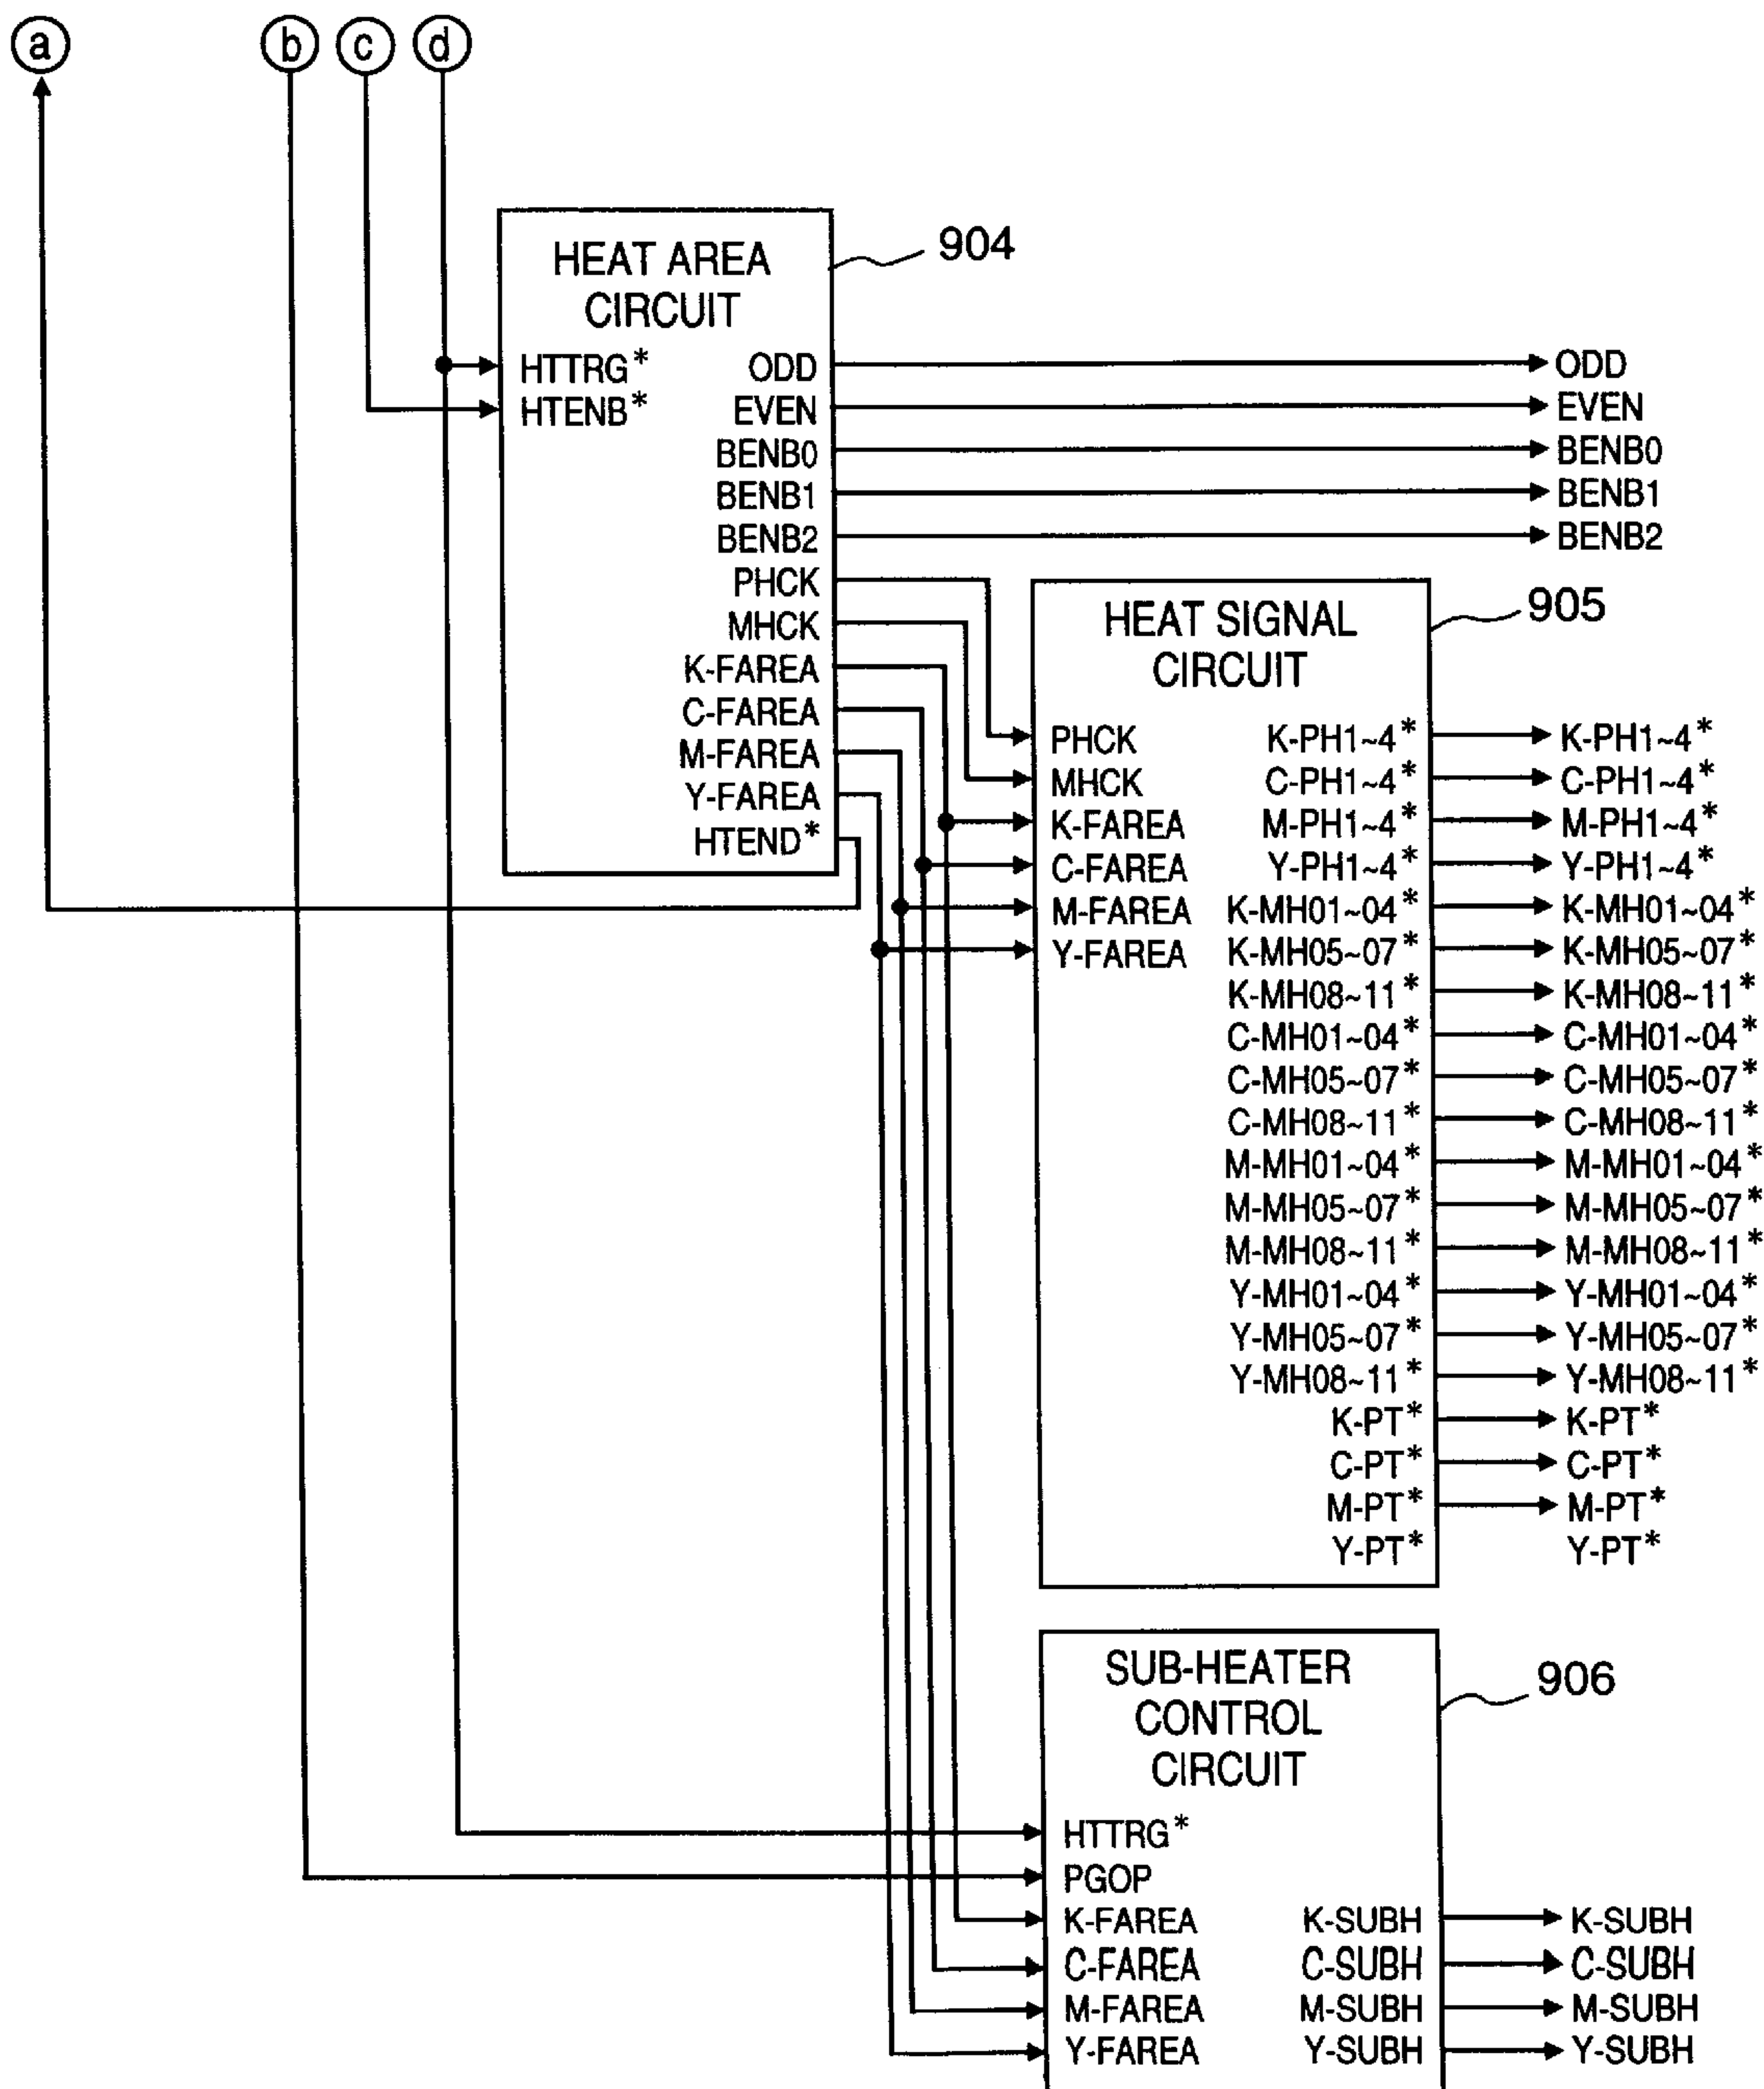 a b c d
HEAT AREA
CIRCUIT
904
HTTRG* ODD ODD
HTENB* EVEN EVEN
BENB0 BENB0
BENB1 BENB1
BENB2 BENB2
PHCK
MHCK
K-FAREA
C-FAREA
M-FAREA
Y-FAREA
HTEND*
HEAT SIGNAL
CIRCUIT
905
PHCK K-PH1~4* K-PH1~4*
MHCK C-PH1~4* C-PH1~4*
K-FAREA M-PH1~4* M-PH1~4*
C-FAREA Y-PH1~4* Y-PH1~4*
M-FAREA K-MH01~04* K-MH01~04*
Y-FAREA K-MH05~07* K-MH05~07*
K-MH08~11* K-MH08~11*
C-MH01~04* C-MH01~04*
C-MH05~07* C-MH05~07*
C-MH08~11* C-MH08~11*
M-MH01~04* M-MH01~04*
M-MH05~07* M-MH05~07*
M-MH08~11* M-MH08~11*
Y-MH01~04* Y-MH01~04*
Y-MH05~07* Y-MH05~07*
Y-MH08~11* Y-MH08~11*
K-PT* K-PT*
C-PT* C-PT*
M-PT* M-PT*
Y-PT* Y-PT*
SUB-HEATER
CONTROL
CIRCUIT
906
HTTRG*
PGOP
K-FAREA K-SUBH K-SUBH
C-FAREA C-SUBH C-SUBH
M-FAREA M-SUBH M-SUBH
Y-FAREA Y-SUBH Y-SUBH